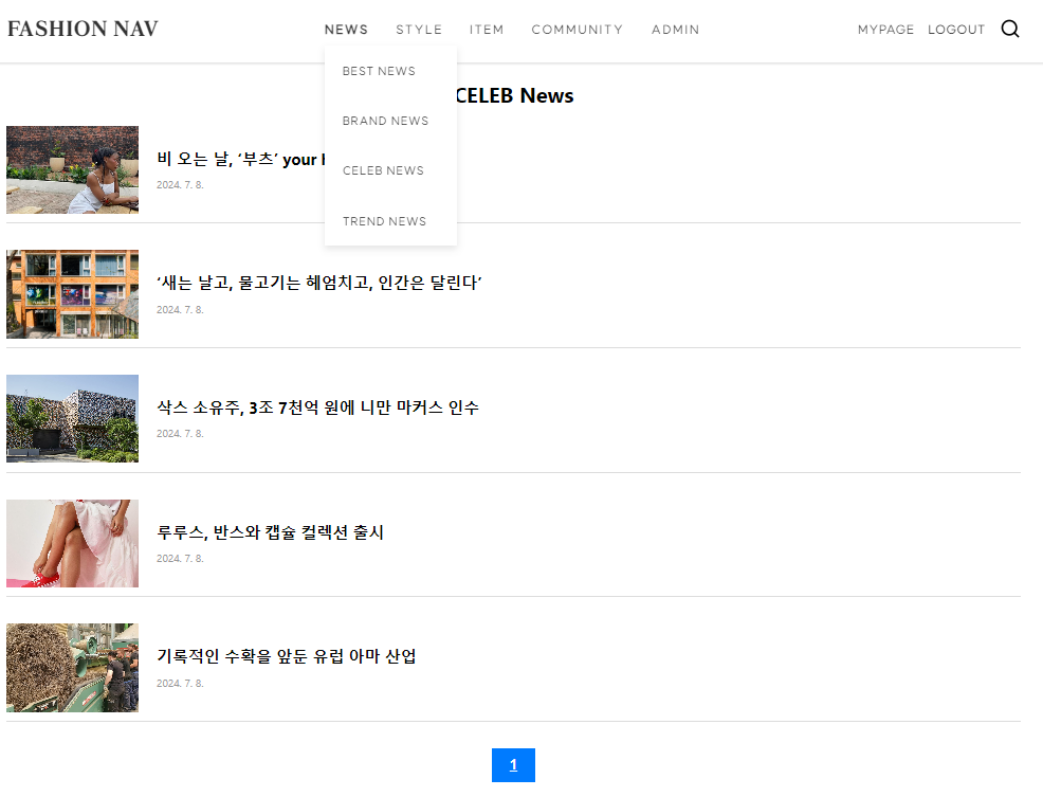 FASHION NAV NEWS STYLE ITEM COMMUNITY ADMIN MYPAGE LOGOUT
BEST NEWS
BRAND NEWS
CELEB NEWS
TREND NEWS
CELEB News
비 오는 날, ‘부츠’ your
2024. 7. 8.
‘새는 날고, 물고기는 헤엄치고, 인간은 달린다’
2024. 7. 8.
삭스 소유주, 3조 7천억 원에 니만 마커스 인수
2024. 7. 8.
루루스, 반스와 캡슐 컬렉션 출시
2024. 7. 8.
기록적인 수확을 앞둔 유럽 아마 산업
2024. 7. 8.
1